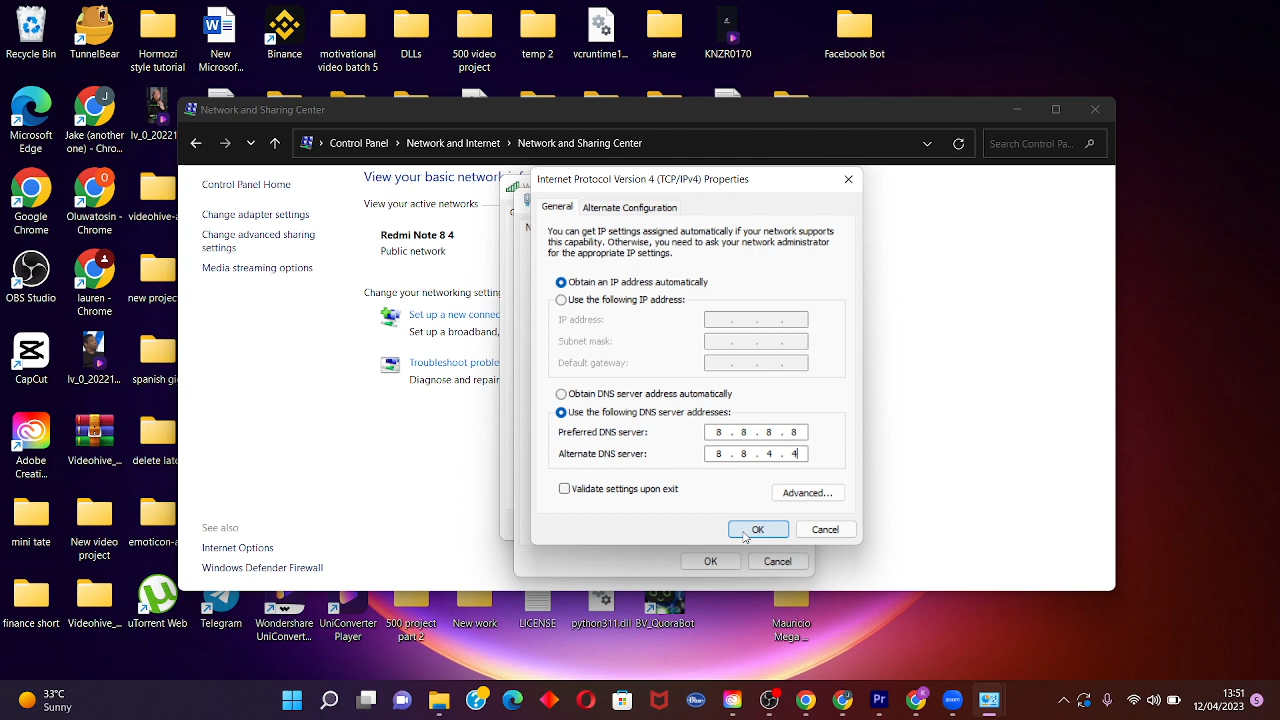 Recycle Bin
TunnelBear
Hormozi
style tutorial
New
Microsof...
Binance
motivational
video batch 5
DLLs
500 video
project
temp 2
vcruntime1...
share
KNZR0170
Facebook Bot
Microsoft
Edge
Jake (another
one) - Chro...
lv_0_20221
Google
Chrome
Oluwatosin -
Chrome
videohive-a
OBS Studio
lauren -
Chrome
new project
CapCut
lv_0_20221...
spanish gi
Adobe
Creati...
Videohive_...
delete late
mini tats
New video
project
emoticon-a
finance short
Videohive_...
uTorrent Web
Telegram
Wondershare
UniConvert...
UniConverter
Player
500 project
part 2
New work
LICENSE
python311.dll
BV_QuoraBot
Mauricio
Mega ...
Network and Sharing Center
Control Panel > Network and Internet > Network and Sharing Center
Search Control Pa...
Control Panel Home
Change adapter settings
Change advanced sharing
settings
Media streaming options
See also
Internet Options
Windows Defender Firewall
View your basic network
View your active networks
Redmi Note 8 4
Public network
Change your networking setting
Set up a new connec
Set up a broadband,
Troubleshoot proble
Diagnose and repair
Internet Protocol Version 4 (TCP/IPv4) Properties
General
Alternate Configuration
You can get IP settings assigned automatically if your network supports
this capability. Otherwise, you need to ask your network administrator
for the appropriate IP settings.
Obtain an IP address automatically
Use the following IP address:
IP address: . . .
Subnet mask: . . .
Default gateway: . . .
Obtain DNS server address automatically
Use the following DNS server addresses:
Preferred DNS server: 8 . 8 . 8 . 8
Alternate DNS server: 8 . 8 . 4 . 4
Validate settings upon exit
Advanced...
OK
Cancel
OK
Cancel
33°C
Sunny
Pr
zoom
13:51
12/04/2023
5